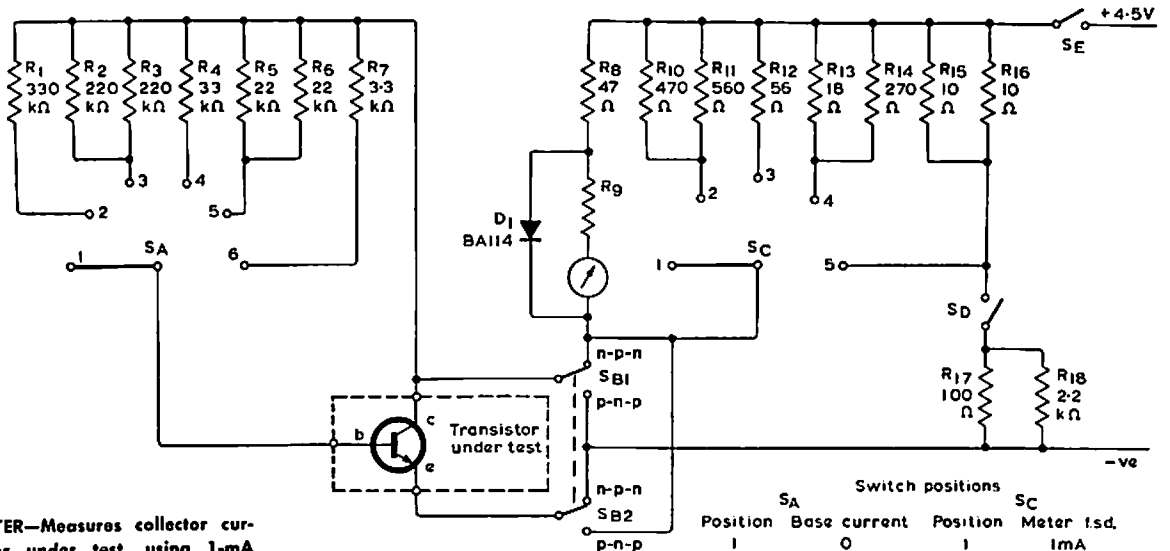 +4·5V
SE
R1 330 kΩ
R2 220 kΩ
R3 220 kΩ
R4 33 kΩ
R5 22 kΩ
R6 22 kΩ
R7 3·3 kΩ
R8 47 Ω
R10 470 Ω
R11 560 Ω
R12 56 Ω
R13 18 Ω
R14 270 Ω
R15 10 Ω
R16 10 Ω
3
4
2
5
1
SA
6
R9
D1
BA114
2
3
4
1
SC
5
SD
R17 100 Ω
R18 2·2 kΩ
n-p-n
SB1
p-n-p
c
b
e
Transistor
under test
-ve
n-p-n
SB2
p-n-p
Switch positions
SA
SC
Position Base current Position Meter f.s.d.
1 0 1 1mA
TER—Measures collector cur-
under test, using 1-mA